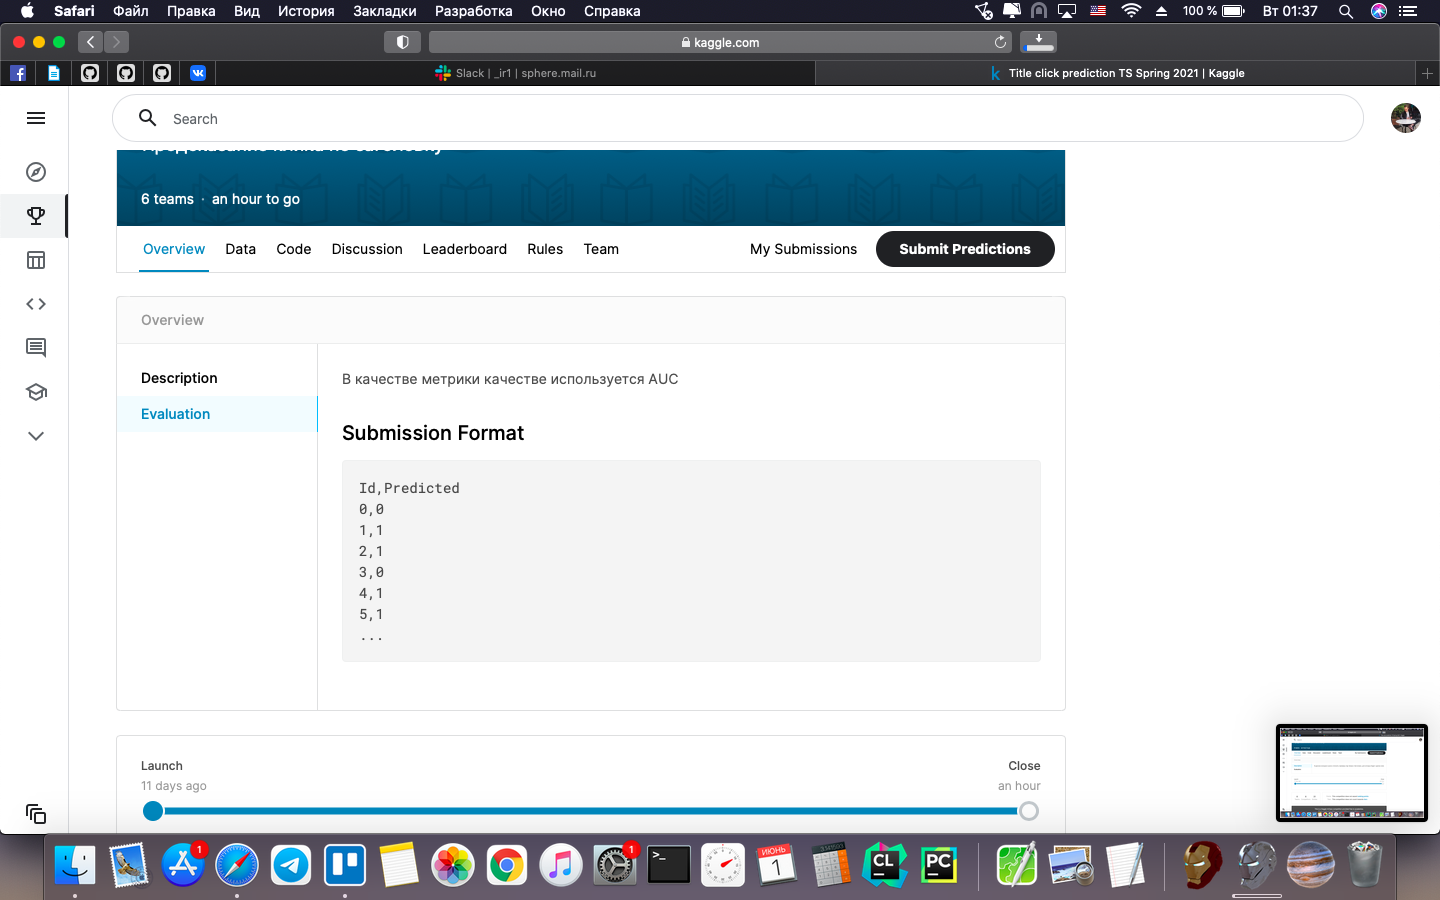 Safari Файл Правка Вид История Закладки Разработка Окно Справка 100 % Вт 01:37
kaggle.com
Slack | _ir1 | sphere.mail.ru
Title click prediction TS Spring 2021 | Kaggle
Search
6 teams · an hour to go
Overview Data Code Discussion Leaderboard Rules Team My Submissions Submit Predictions
Overview
Description
Evaluation
В качестве метрики качестве используется AUC
Submission Format
Id,Predicted
0,0
1,1
2,1
3,0
4,1
5,1
...
Launch Close
11 days ago an hour
1
1
ИЮНЬ
1
CL
PC